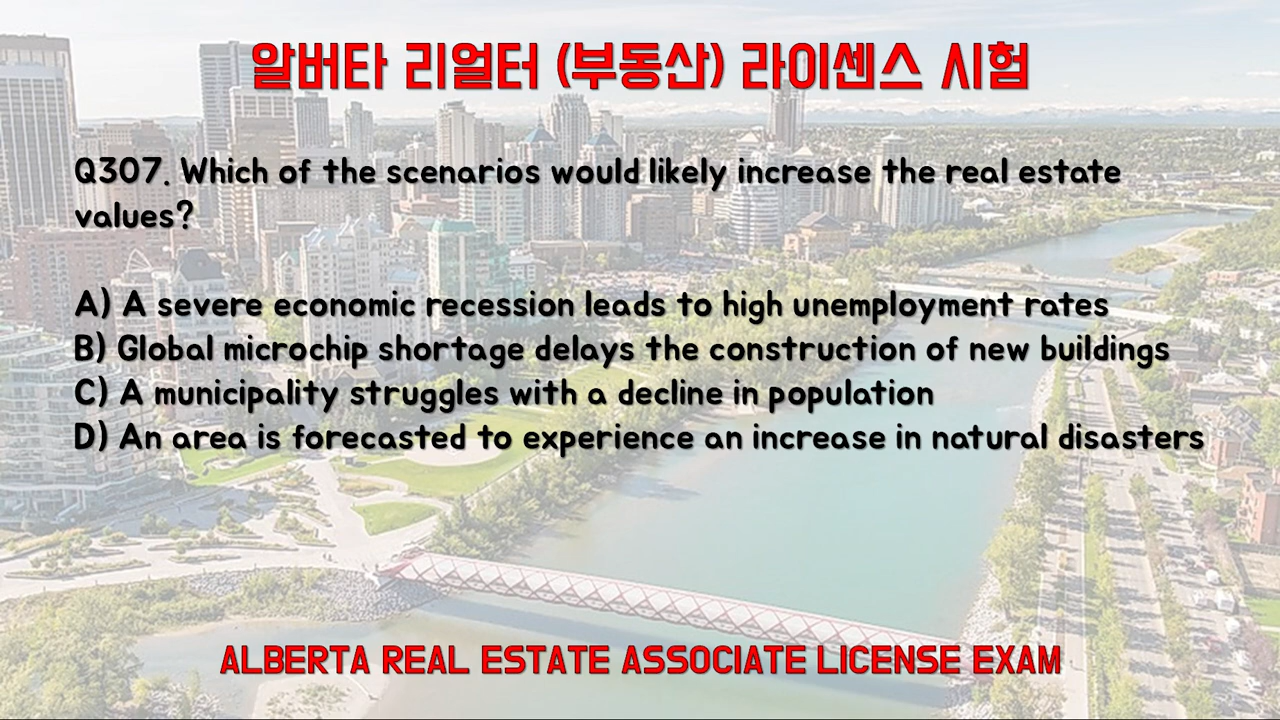 알버타 리얼터 (부동산) 라이센스 시험
Q307. Which of the scenarios would likely increase the real estate
values?
A) A severe economic recession leads to high unemployment rates
B) Global microchip shortage delays the construction of new buildings
C) A municipality struggles with a decline in population
D) An area is forecasted to experience an increase in natural disasters
ALBERTA REAL ESTATE ASSOCIATE LICENSE EXAM